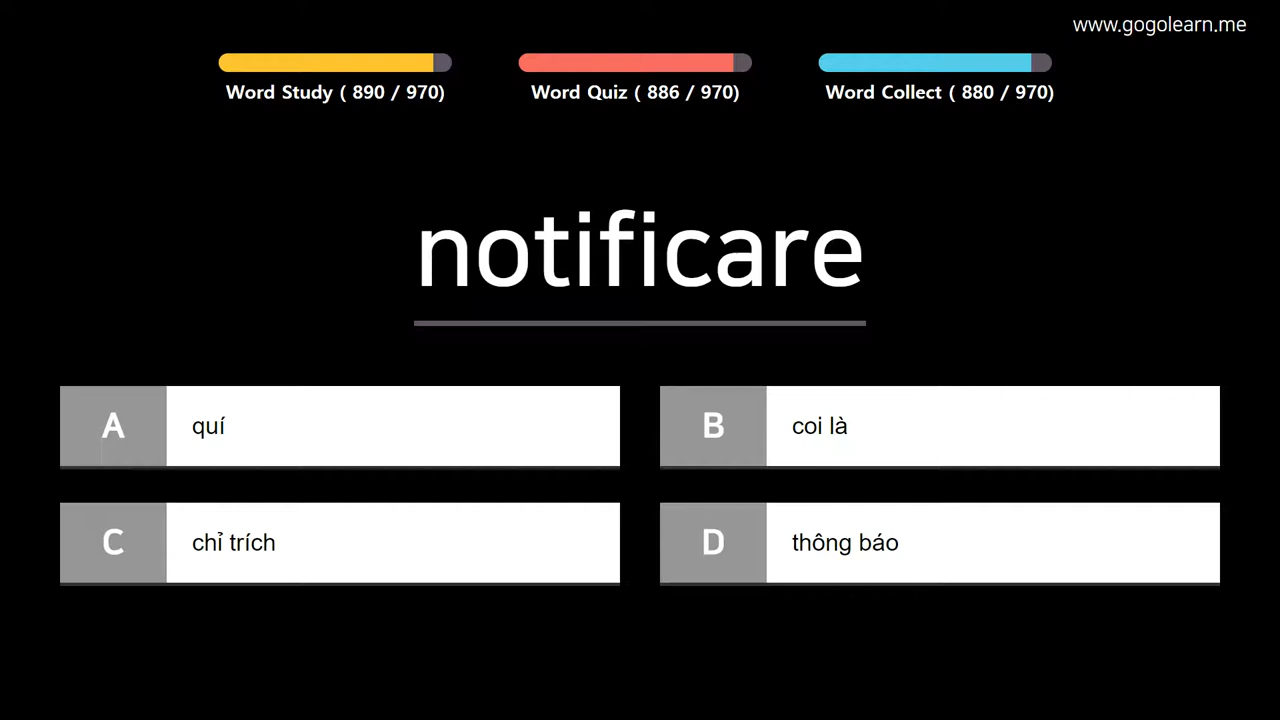 www.gogolearn.me
Word Study ( 890 / 970)
Word Quiz ( 886 / 970)
Word Collect ( 880 / 970)
notificare
A quí
B coi là
C chỉ trích
D thông báo